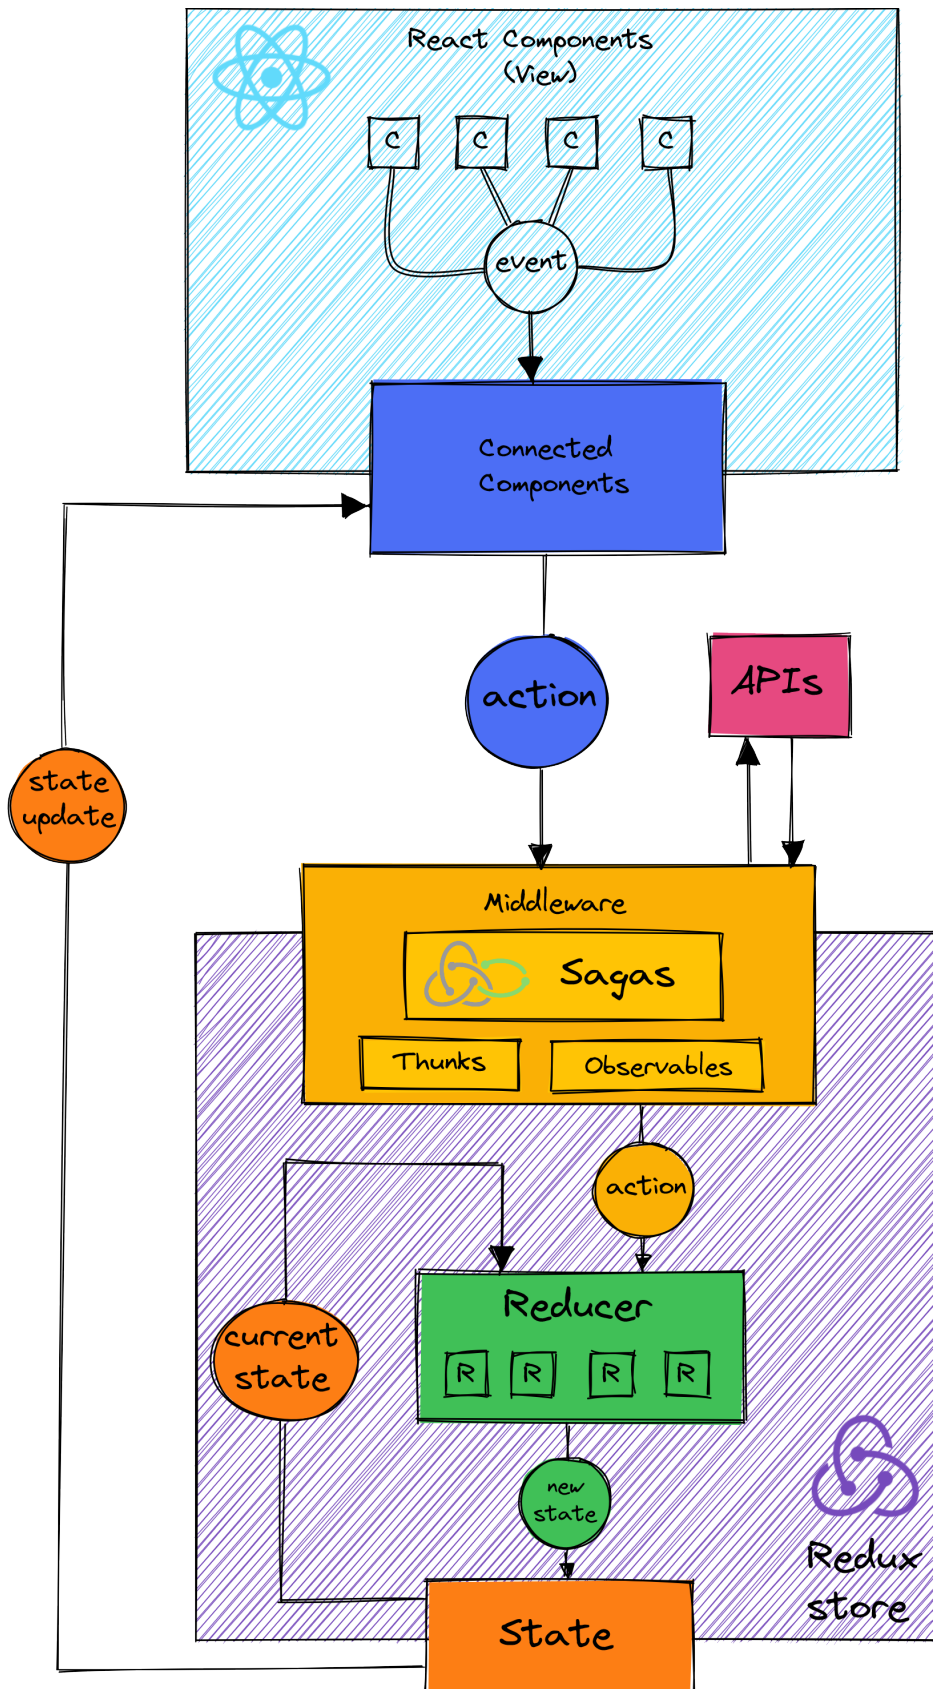 React Components
(View)
C
C
C
C
event
Connected
Components
action
APIs
state
update
Middleware
Sagas
Thunks
Observables
action
Reducer
R
R
R
R
current
state
new
state
Redux
store
State